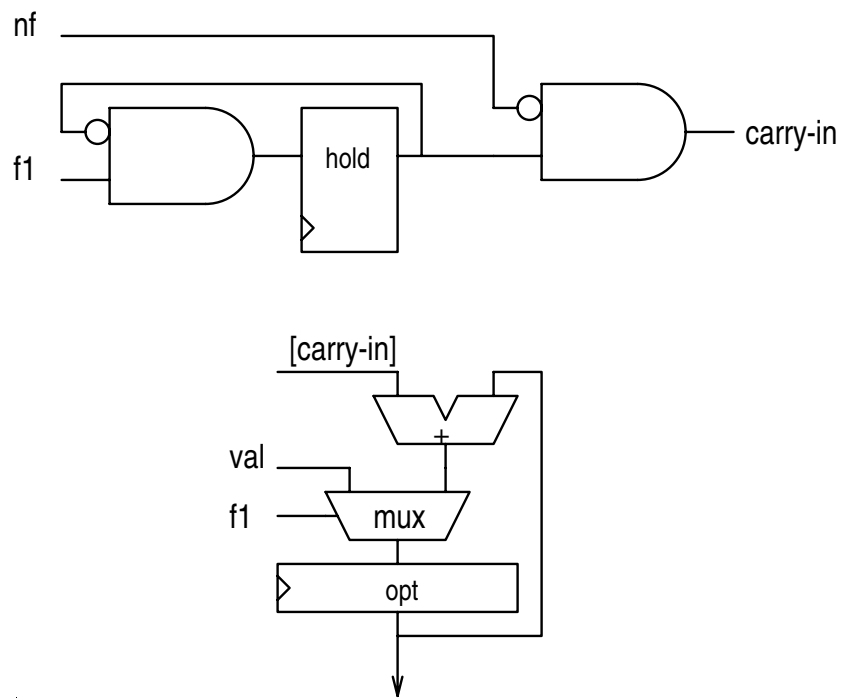 nf
hold
carry-in
f1
[carry-in]
+
val
f1
mux
opt